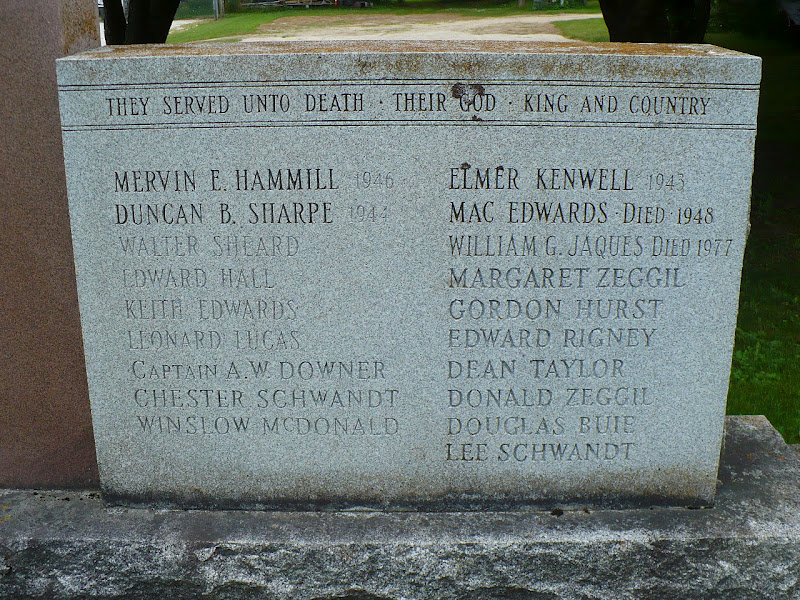 THEY SERVED UNTO DEATH · THEIR GOD · KING AND COUNTRY
MERVIN E. HAMMILL 1946
DUNCAN B. SHARPE 1944
WALTER SHEARD
EDWARD HALL
KEITH EDWARDS
LEONARD LUCAS
CAPTAIN A.W. DOWNER
CHESTER SCHWANDT
WINSLOW MCDONALD
ELMER KENWELL 1943
MAC EDWARDS · DIED 1948
WILLIAM G. JAQUES DIED 1977
MARGARET ZEGGIL
GORDON HURST
EDWARD RIGNEY
DEAN TAYLOR
DONALD ZEGGIL
DOUGLAS BUIE
LEE SCHWANDT